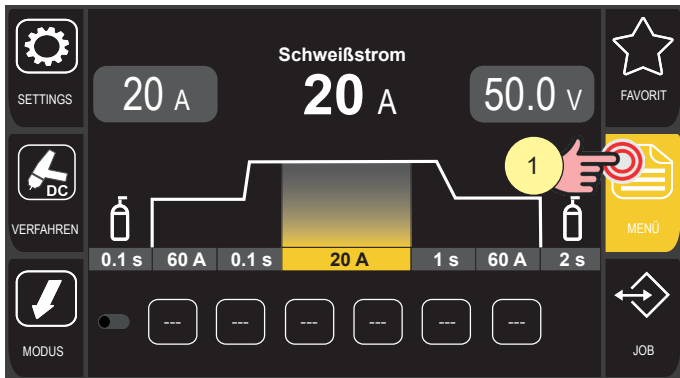 Schweißstrom
20 A
20 A
50.0 V
SETTINGS
FAVORIT
1
DC
VERFAHREN
MENÜ
0.1 s 60 A 0.1 s 20 A 1 s 60 A 2 s
--- --- --- --- --- ---
MODUS
JOB